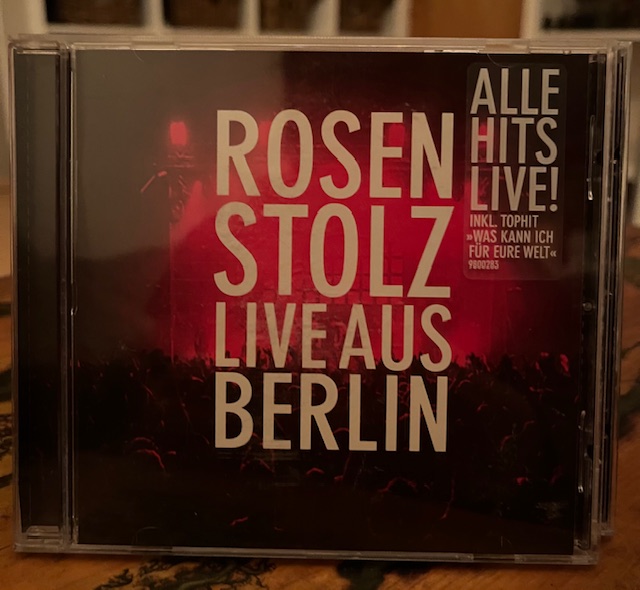 ROSEN
STOLZ
LIVE AUS
BERLIN
ALLE
HITS
LIVE!
INKL. TOPHIT
»WAS KANN ICH
FÜR EURE WELT«
9800283